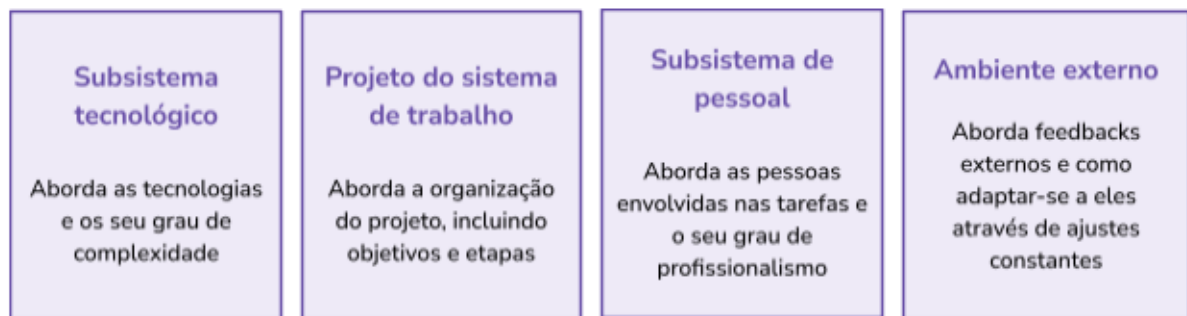 Subsistema
tecnológico
Aborda as tecnologias
e os seu grau de
complexidade
Projeto do sistema
de trabalho
Aborda a organização
do projeto, incluindo
objetivos e etapas
Subsistema de
pessoal
Aborda as pessoas
envolvidas nas tarefas e
o seu grau de
profissionalismo
Ambiente externo
Aborda feedbacks
externos e como
adaptar-se a eles
através de ajustes
constantes